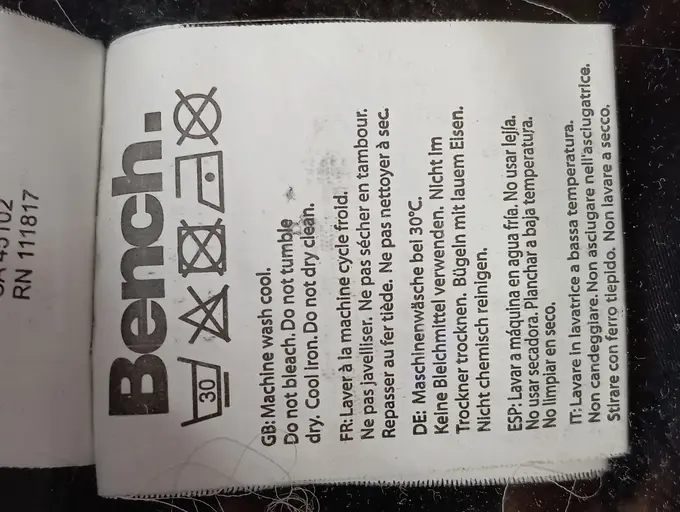 45102
RN 111817
Bench.
30
GB: Machine wash cool.
Do not bleach. Do not tumble
dry. Cool Iron. Do not dry clean.
FR: Laver à la machine cycle froid.
Ne pas javelliser. Ne pas sécher en tambour.
Repasser au fer tiède. Ne pas nettoyer à sec.
DE: Maschinenwäsche bei 30°C.
Keine Bleichmittel verwenden. Nicht Im
Trockner trocknen. Bügeln mit lauem Eisen.
Nicht chemisch reinigen.
ESP: Lavar a máquina en agua fría. No usar lejía.
No usar secadora. Planchar a baja temperatura.
No limpiar en seco.
IT: Lavare in lavatrice a bassa temperatura.
Non candeggiare. Non asciugare nell'asciugatrice.
Stirare con ferro tiepido. Non lavare a secco.